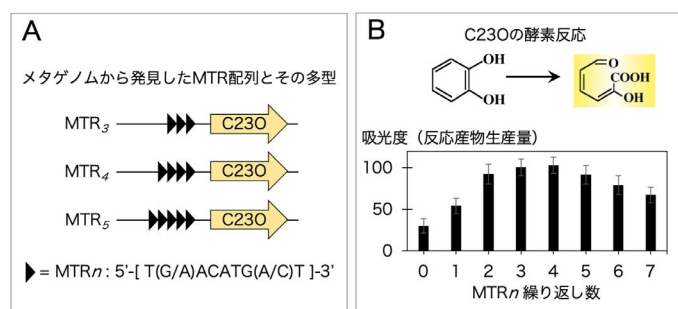 A
メタゲノムから発見したMTR配列とその多型
MTR3 C23O
MTR4 C23O
MTR5 C23O
= MTRn : 5'-[ T(G/A)ACATG(A/C)T ]-3'
B
C23Oの酵素反応
OH
OH
O
COOH
OH
吸光度（反応産物生産量）
100
50
0
0 1 2 3 4 5 6 7
MTRn 繰り返し数